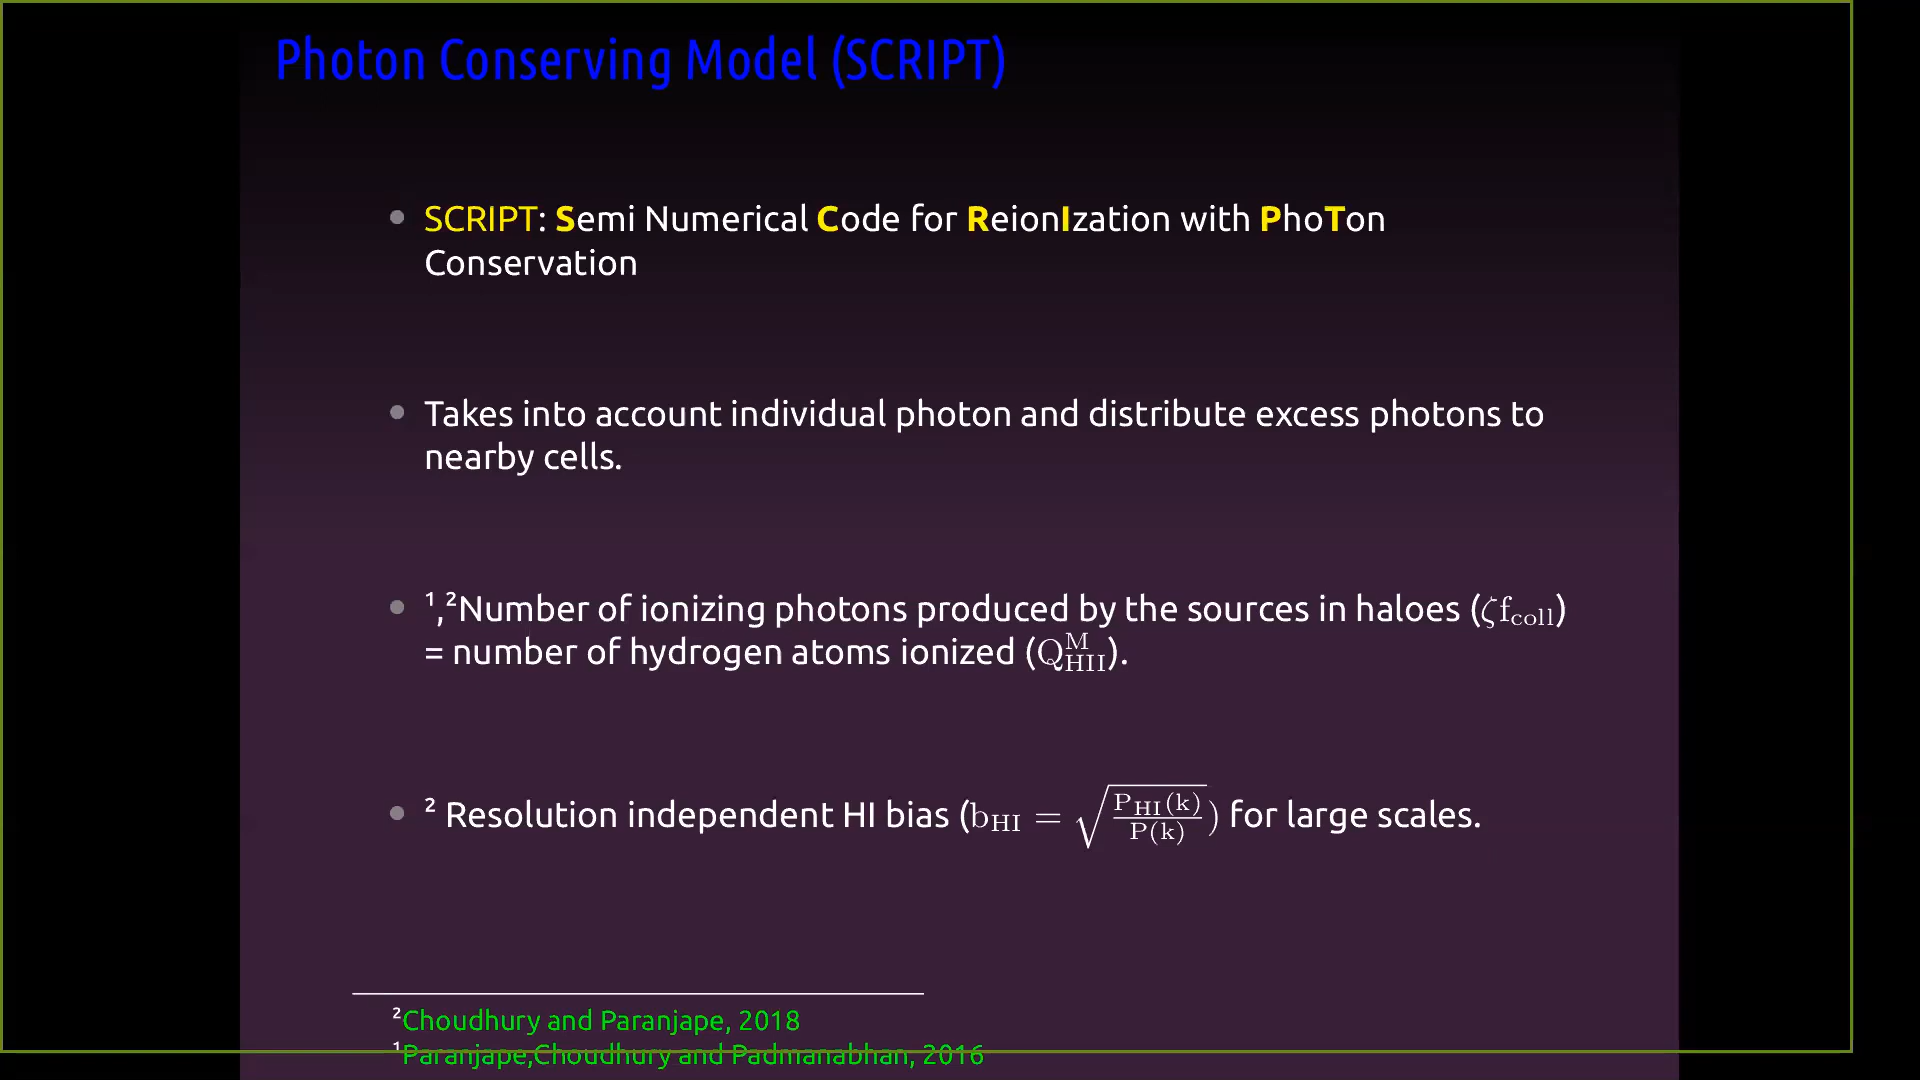 Photon Conserving Model (SCRIPT)
• SCRIPT: Semi Numerical Code for ReionIzation with PhoTon
Conservation
• Takes into account individual photon and distribute excess photons to
nearby cells.
• ¹,²Number of ionizing photons produced by the sources in haloes (ζf_coll)
= number of hydrogen atoms ionized (Q^M_HII).
• ² Resolution independent HI bias (b_HI = √(P_HI(k)/P(k))) for large scales.
²Choudhury and Paranjape, 2018
¹Paranjape,Choudhury and Padmanabhan, 2016